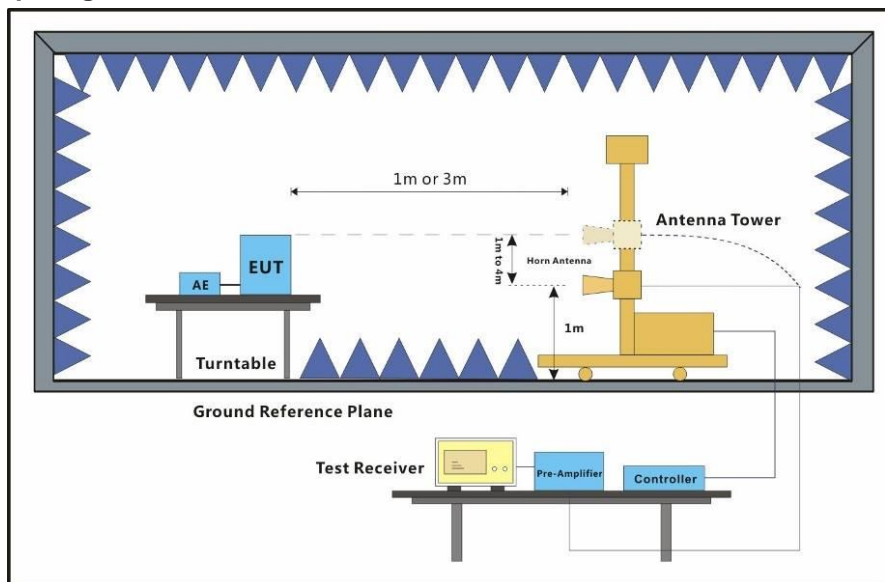 1m or 3m
Antenna Tower
EUT
AE
1m to 4m
Horn Antenna
1m
Turntable
Ground Reference Plane
Test Receiver
Pre-Amplifier
Controller